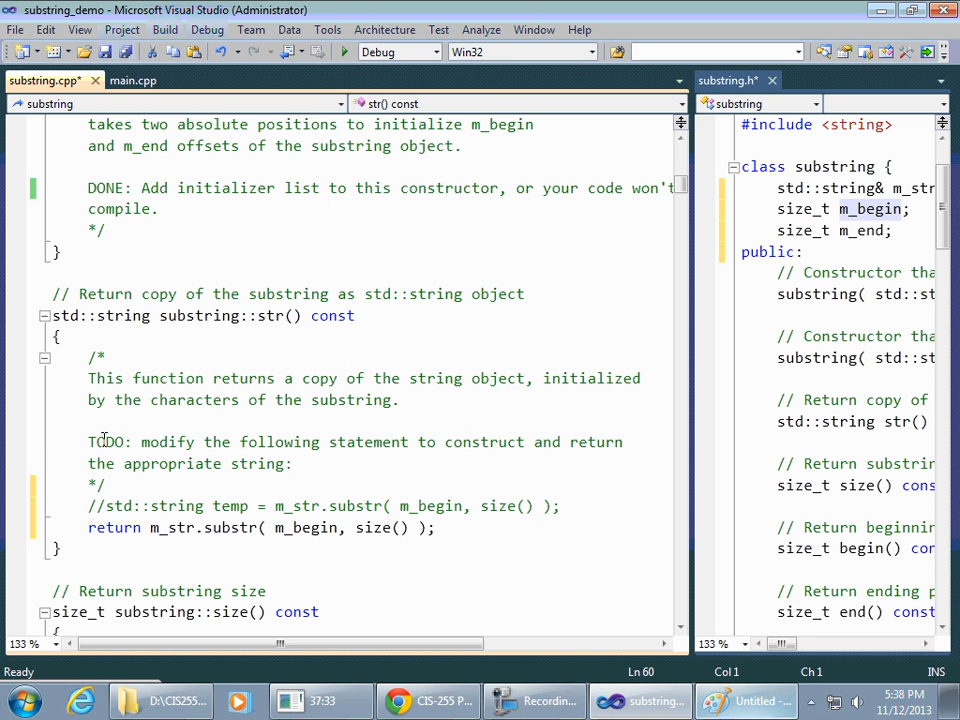 substring_demo - Microsoft Visual Studio (Administrator)
File Edit View Project Build Debug Team Data Tools Architecture Test Analyze Window Help
Debug Win32
substring.cpp* main.cpp substring.h*
substring str() const substring
takes two absolute positions to initialize m_begin
and m_end offsets of the substring object.
DONE: Add initializer list to this constructor, or your code won't
compile.
*/
}
// Return copy of the substring as std::string object
std::string substring::str() const
{
/*
This function returns a copy of the string object, initialized
by the characters of the substring.
TODO: modify the following statement to construct and return
the appropriate string:
*/
//std::string temp = m_str.substr( m_begin, size() );
return m_str.substr( m_begin, size() );
}
// Return substring size
size_t substring::size() const
{
#include <string>
class substring {
std::string& m_str
size_t m_begin;
size_t m_end;
public:
// Constructor tha
substring( std::st
// Constructor tha
substring( std::st
// Return copy of
std::string str()
// Return substrin
size_t size() cons
// Return beginnin
size_t begin() con
// Return ending p
size_t end() const
133 % 133 %
Ready Ln 60 Col 1 Ch 1 INS
D:\CIS255... 37:33 CIS-255 P... Recordin... substring... Untitled -... 5:38 PM
11/12/2013